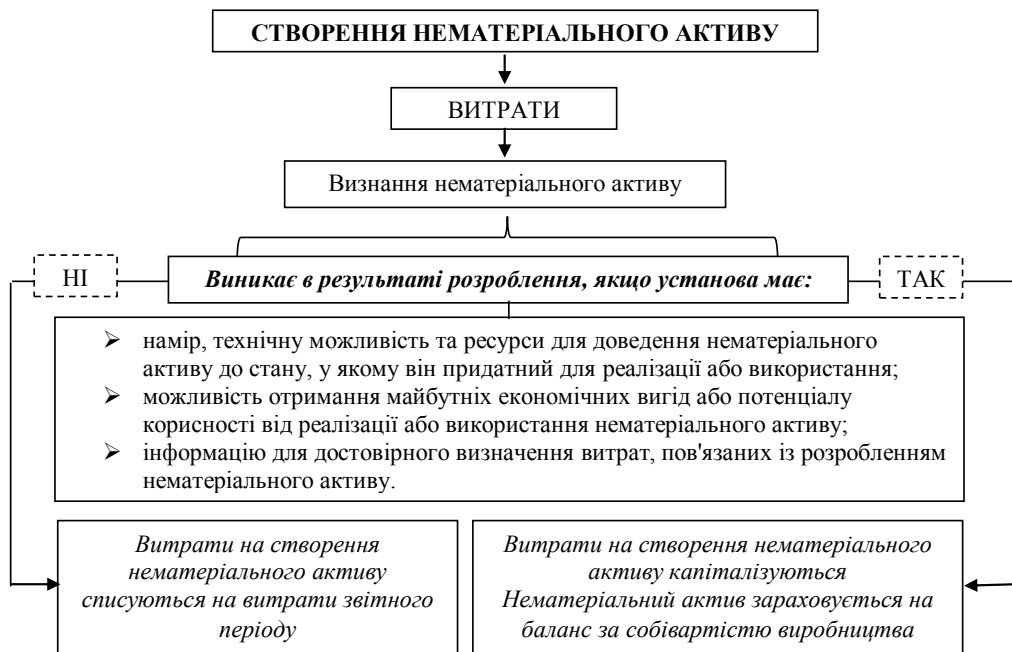 СТВОРЕННЯ НЕМАТЕРІАЛЬНОГО АКТИВУ
ВИТРАТИ
Визнання нематеріального активу
НІ
Виникає в результаті розроблення, якщо установа має:
ТАК
намір, технічну можливість та ресурси для доведення нематеріального
активу до стану, у якому він придатний для реалізації або використання;
можливість отримання майбутніх економічних вигід або потенціалу
корисності від реалізації або використання нематеріального активу;
інформацію для достовірного визначення витрат, пов'язаних із розробленням
нематеріального активу.
Витрати на створення
нематеріального активу
списуються на витрати звітного
періоду
Витрати на створення нематеріального
активу капіталізуються
Нематеріальний актив зараховується на
баланс за собівартістю виробництва